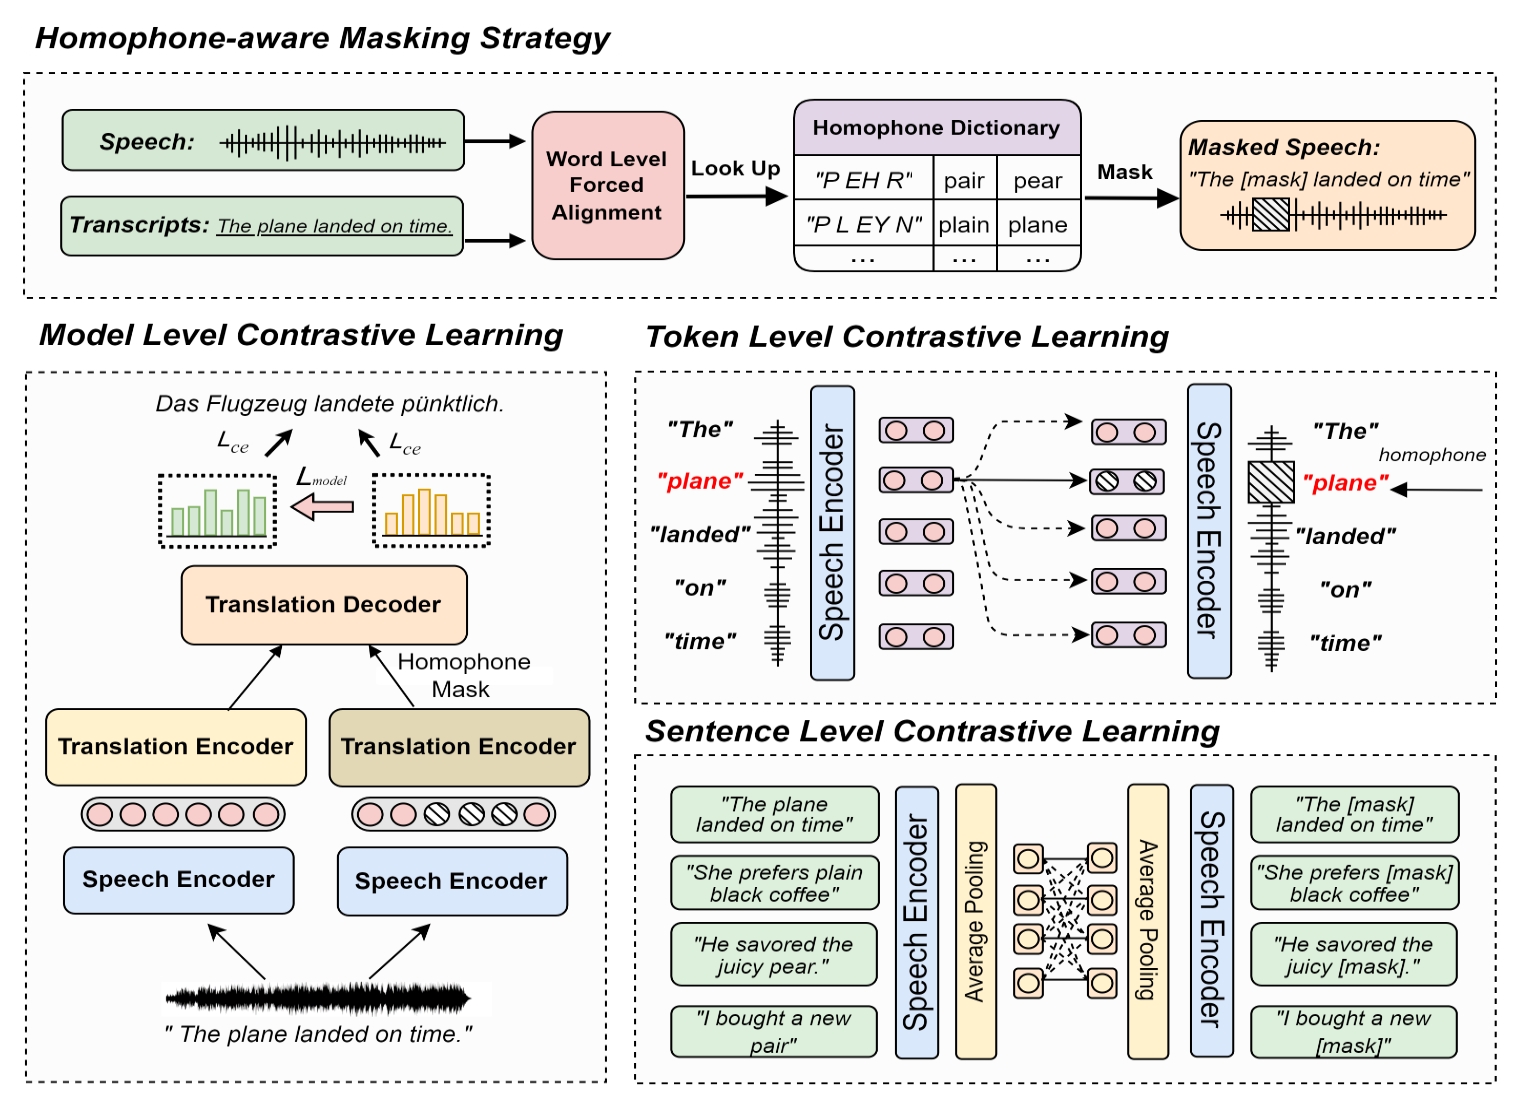 Homophone-aware Masking Strategy
Speech:
Transcripts: The plane landed on time.
Word Level
Forced
Alignment
Look Up
Homophone Dictionary
"P EH R" pair pear
"P L EY N" plain plane
... ... ...
Mask
Masked Speech:
"The [mask] landed on time"
Model Level Contrastive Learning
Das Flugzeug landete pünktlich.
Lce Lce
Lmodel
Translation Decoder
Homophone
Mask
Translation Encoder Translation Encoder
Speech Encoder Speech Encoder
" The plane landed on time."
Token Level Contrastive Learning
"The"
"plane"
"landed"
"on"
"time"
Speech Encoder
Speech Encoder
"The"
homophone
"plane"
"landed"
"on"
"time"
Sentence Level Contrastive Learning
"The plane
landed on time"
"She prefers plain
black coffee"
"He savored the
juicy pear."
"I bought a new
pair"
Speech Encoder
Average Pooling
Average Pooling
Speech Encoder
"The [mask]
landed on time"
"She prefers [mask]
black coffee"
"He savored the
juicy [mask]."
"I bought a new
[mask]"